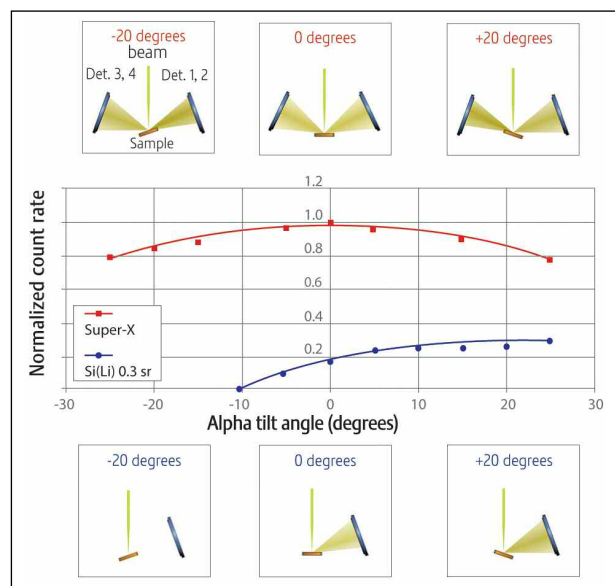 -20 degrees
beam
Det. 3, 4 Det. 1, 2
Sample
0 degrees
+20 degrees
Normalized count rate
1.2
1.0
0.8
0.6
0.4
0.2
0
Super-X
Si(Li) 0.3 sr
-30 -20 -10 0 10 20 30
Alpha tilt angle (degrees)
-20 degrees
0 degrees
+20 degrees